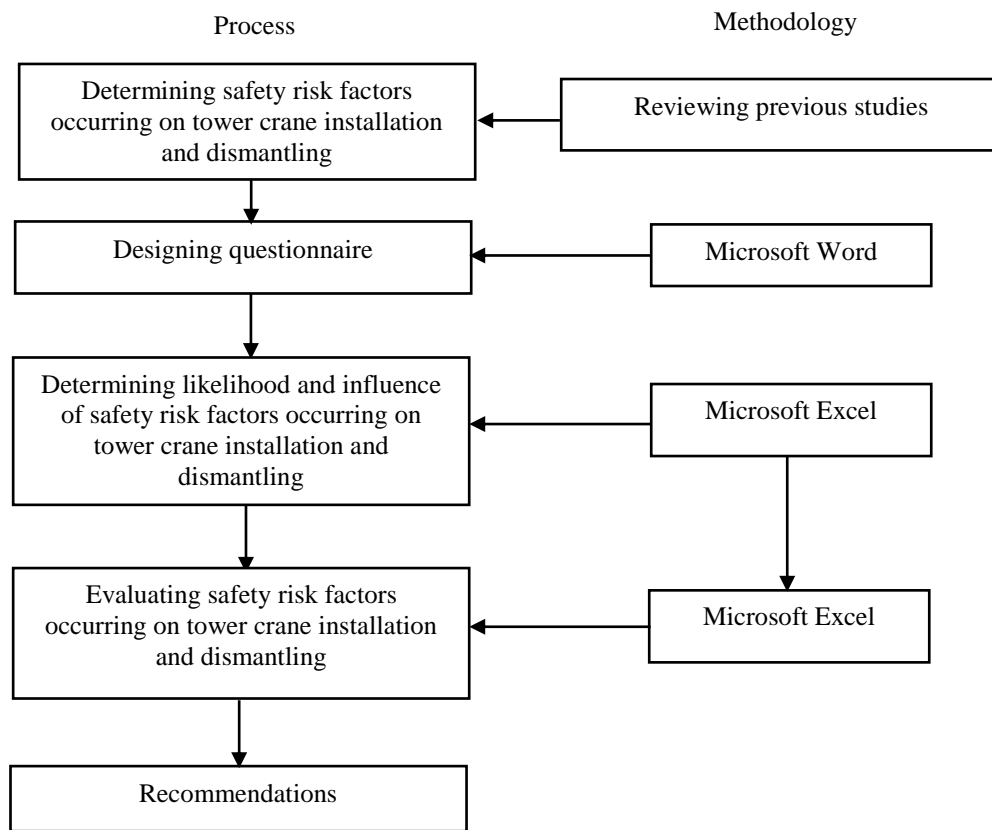 Process
Methodology
Determining safety risk factors
occurring on tower crane installation
and dismantling
Reviewing previous studies
Designing questionnaire
Microsoft Word
Determining likelihood and influence
of safety risk factors occurring on
tower crane installation and
dismantling
Microsoft Excel
Evaluating safety risk factors
occurring on tower crane installation
and dismantling
Microsoft Excel
Recommendations